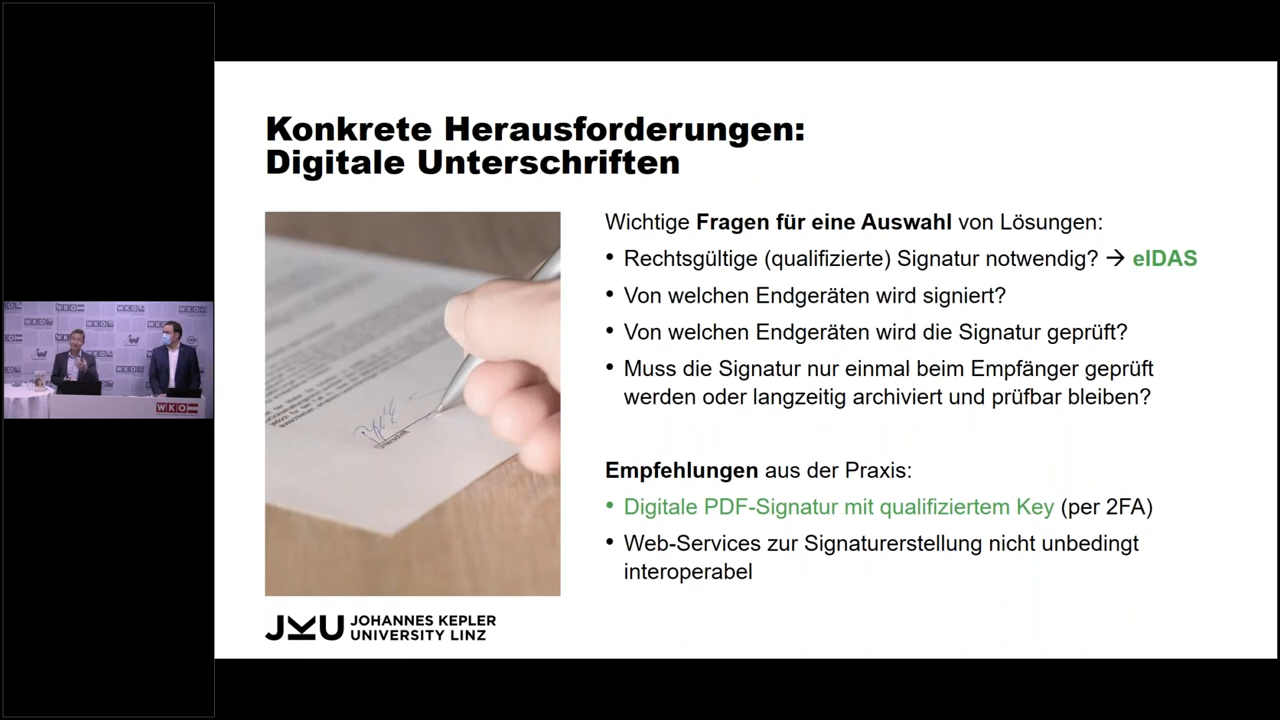 Konkrete Herausforderungen:
Digitale Unterschriften
Wichtige Fragen für eine Auswahl von Lösungen:
• Rechtsgültige (qualifizierte) Signatur notwendig? → eIDAS
• Von welchen Endgeräten wird signiert?
• Von welchen Endgeräten wird die Signatur geprüft?
• Muss die Signatur nur einmal beim Empfänger geprüft
werden oder langzeitig archiviert und prüfbar bleiben?
Empfehlungen aus der Praxis:
• Digitale PDF-Signatur mit qualifiziertem Key (per 2FA)
• Web-Services zur Signaturerstellung nicht unbedingt
interoperabel
Unterschrift
JKU JOHANNES KEPLER
UNIVERSITY LINZ
WKO